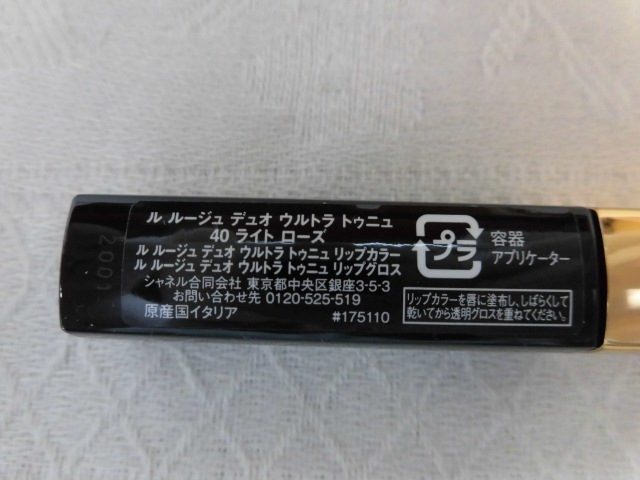 ル ルージュ デュオ ウルトラ トゥニュ
40 ライト ローズ
ル ルージュ デュオ ウルトラ トゥニュ リップカラー
ル ルージュ デュオ ウルトラ トゥニュ リップグロス
シャネル合同会社 東京都中央区銀座3-5-3
お問い合わせ先 0120-525-519
原産国イタリア #175110
プラ
容器
アプリケーター
リップカラーを唇に塗布し、しばらくして
乾いてから透明グロスを重ねてください。
2001